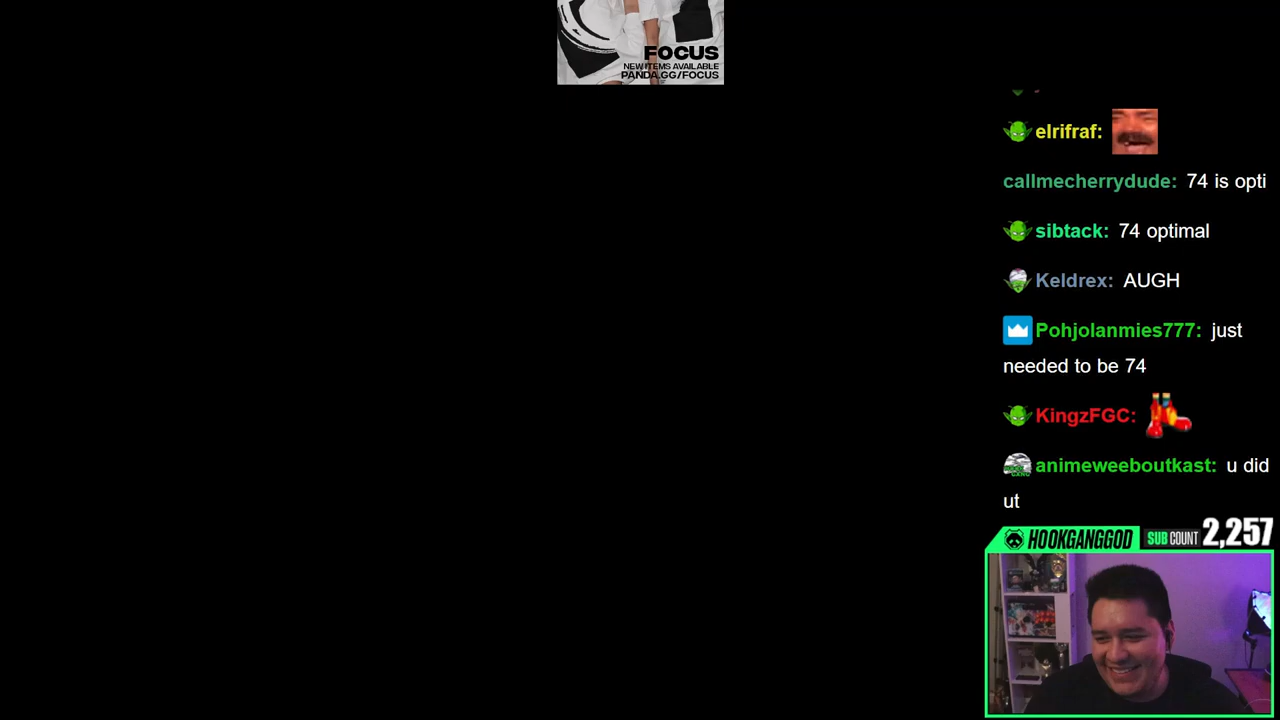 FOCUS
NEW ITEMS AVAILABLE
PANDA.GG/FOCUS
elrifraf:
callmecherrydude: 74 is opti
sibtack: 74 optimal
Keldrex: AUGH
Pohjolanmies777: just
needed to be 74
KingzFGC:
animeweeboutkast: u did
ut
HOOKGANGGOD SUB COUNT 2,257